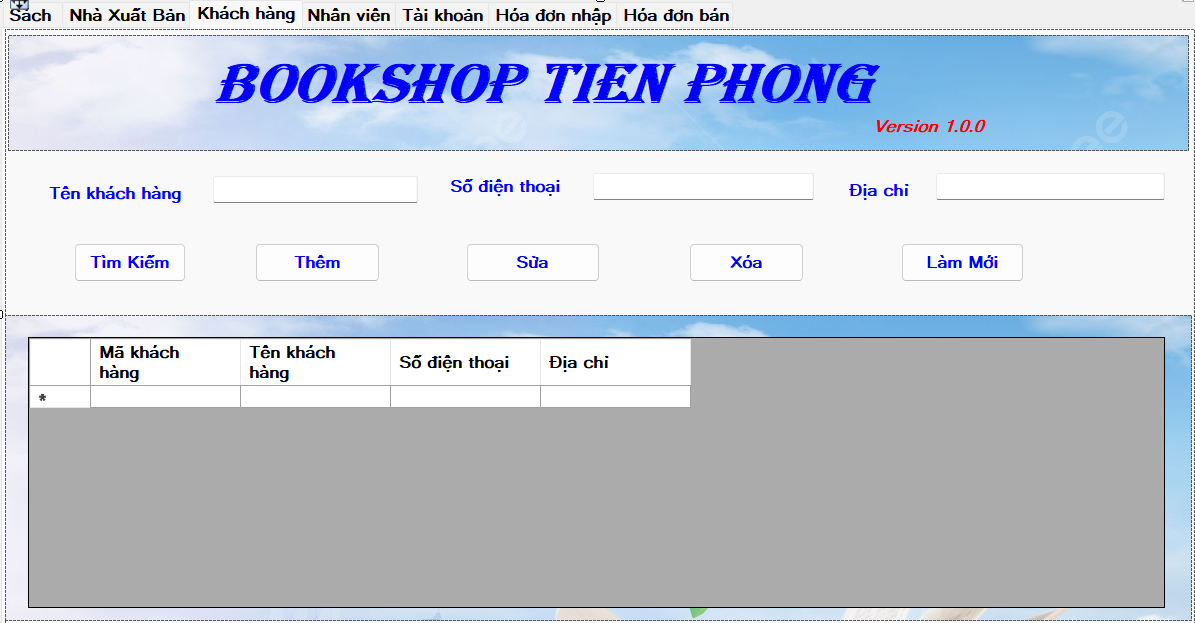 Sách Nhà Xuất Bản Khách hàng Nhân viên Tài khoản Hóa đơn nhập Hóa đơn bán
BOOKSHOP TIEN PHONG
Version 1.0.0
Tên khách hàng Số điện thoại Địa chỉ
Tìm Kiếm Thêm Sửa Xóa Làm Mới
Mã khách hàng Tên khách hàng Số điện thoại Địa chỉ
*